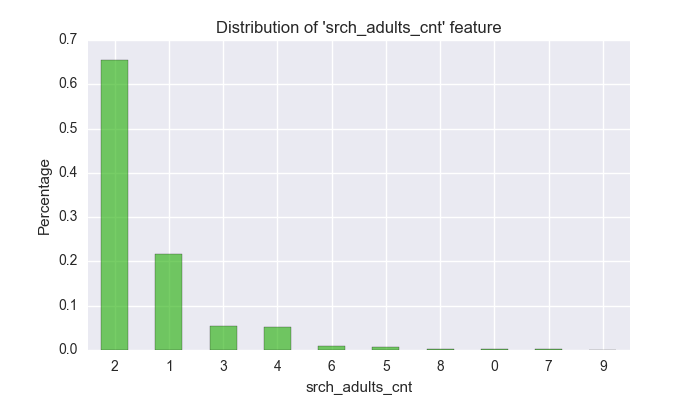 Distribution of 'srch_adults_cnt' feature
0.7
0.6
0.5
0.4
0.3
0.2
0.1
0.0
Percentage
2 1 3 4 6 5 8 0 7 9
srch_adults_cnt